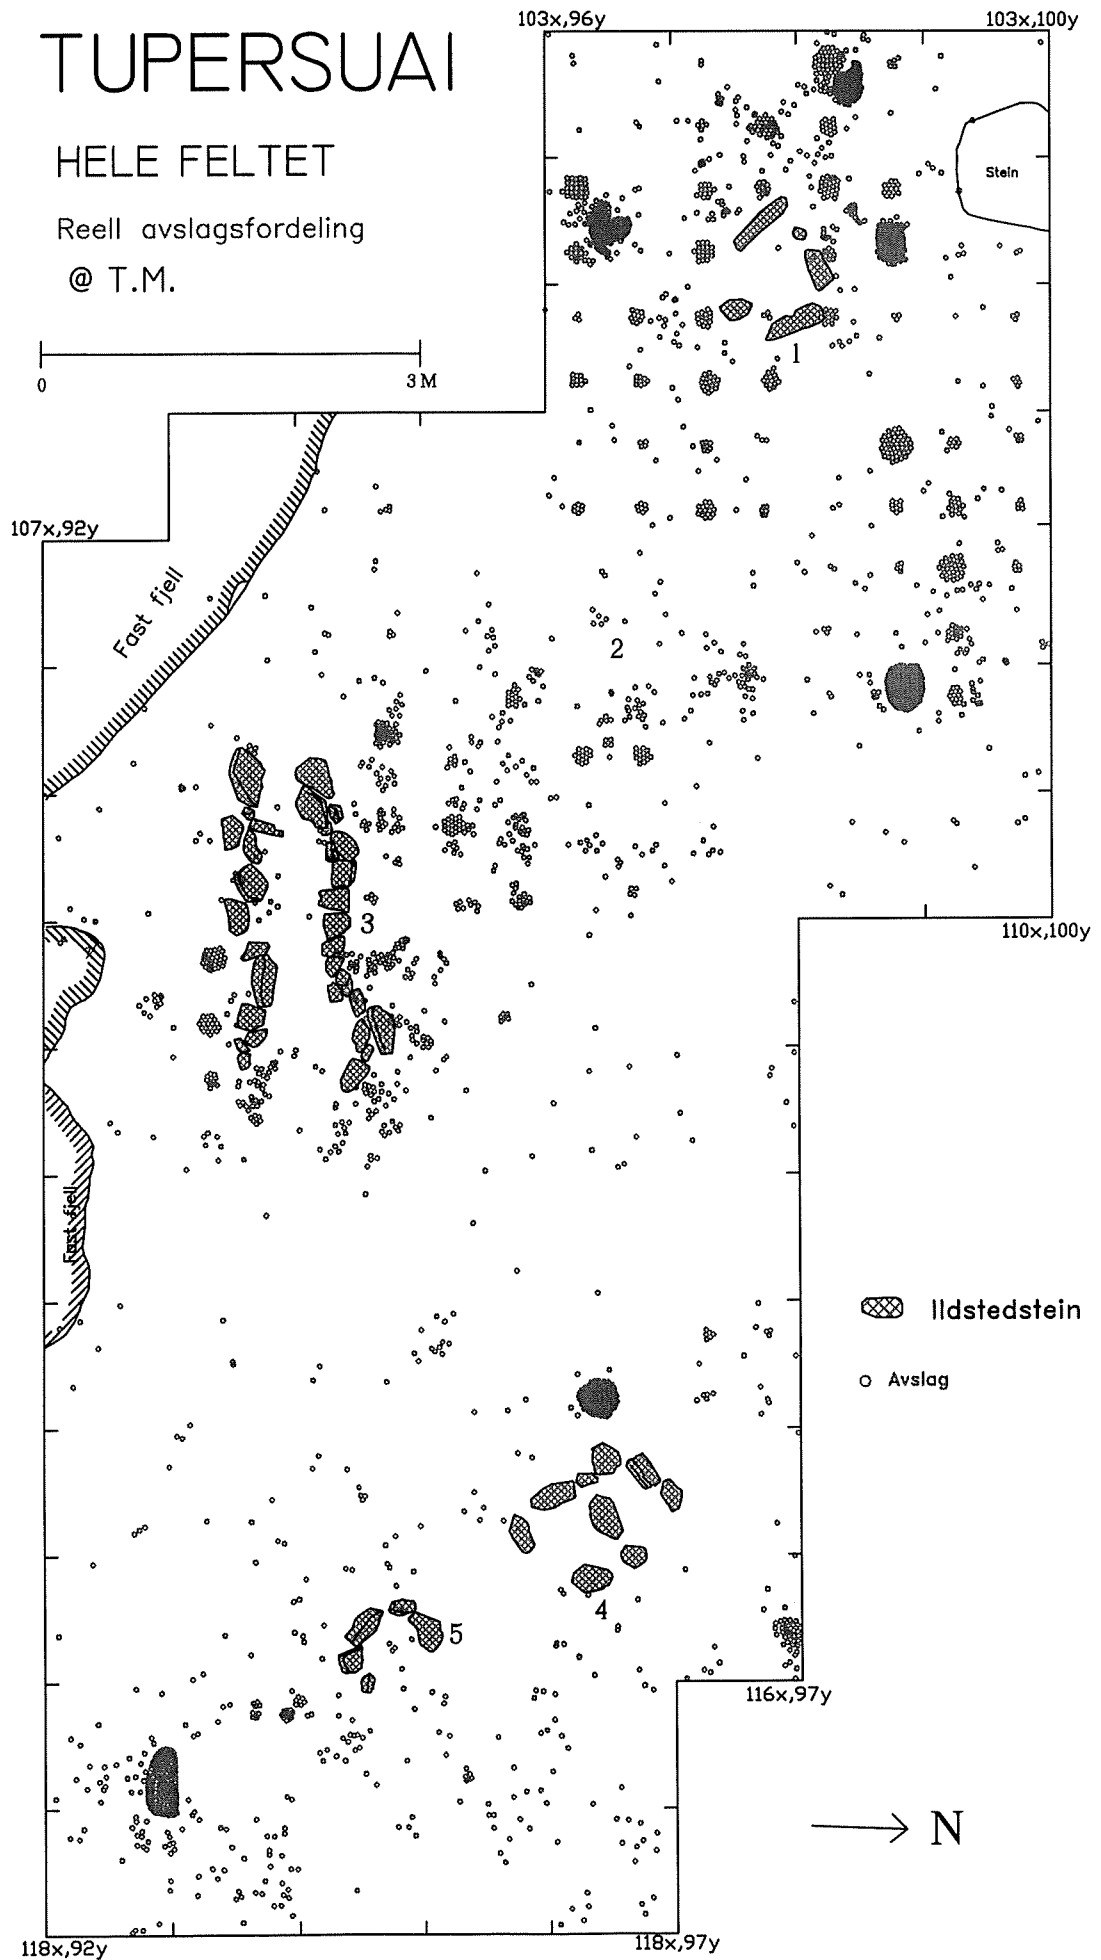 103x,96y
103x,100y
TUPERSUAI
HELE FELTET
Reell avslagsfordeling
@ T.M.
0
3M
Stein
1
107x,92y
Fast fjell
2
3
110x,100y
Fast fjell
Ildstedstein
Avslag
4
5
116x,97y
N
118x,92y
118x,97y